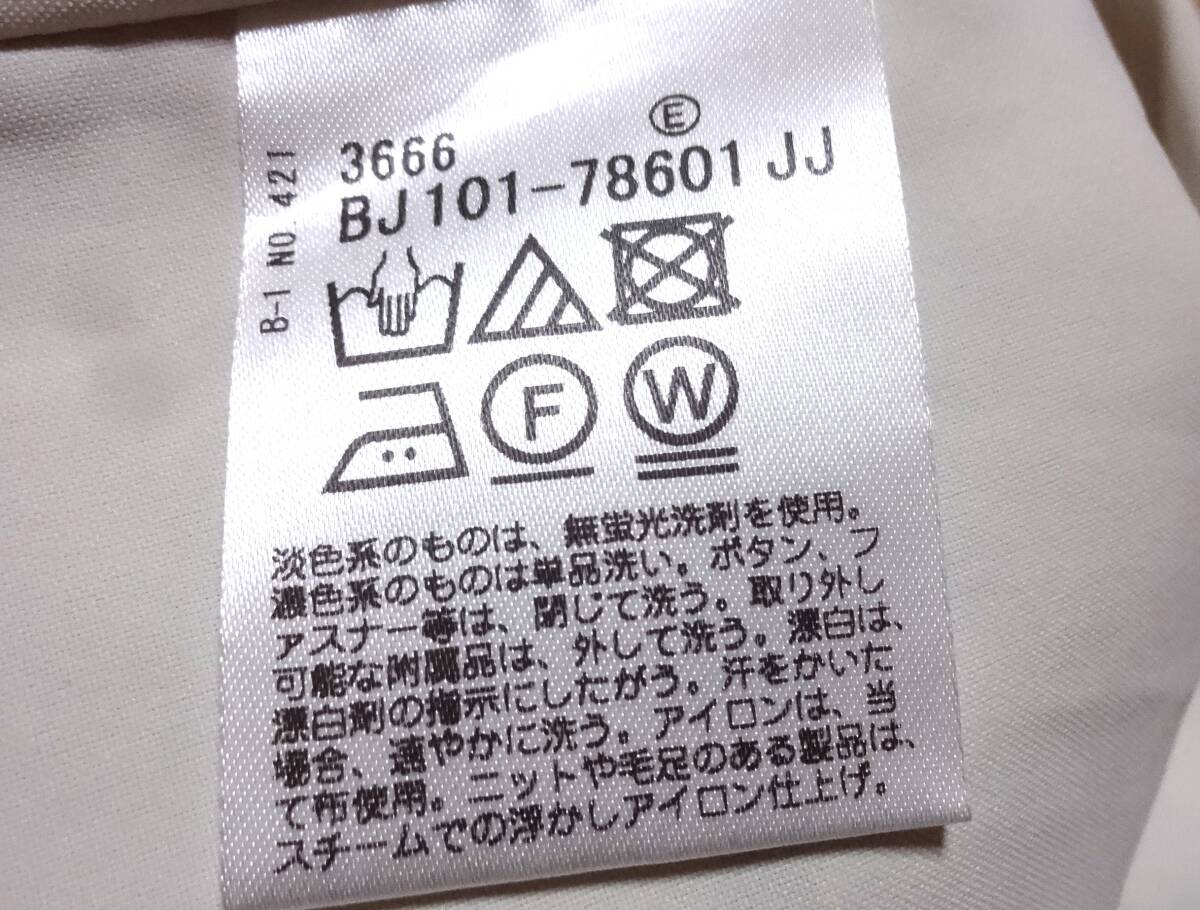 Ⓔ
3666
BJ101-78601 JJ
B-1 NO. 421
F
W
淡色系のものは、無蛍光洗剤を使用。
濃色系のものは単品洗い。ボタン、フ
ァスナー等は、閉じて洗う。取り外し
可能な附属品は、外して洗う。漂白は、
漂白剤の指示にしたがう。汗をかいた
場合、速やかに洗う。アイロンは、当
て布使用。ニットや毛足のある製品は、
スチームでの浮かしアイロン仕上げ。